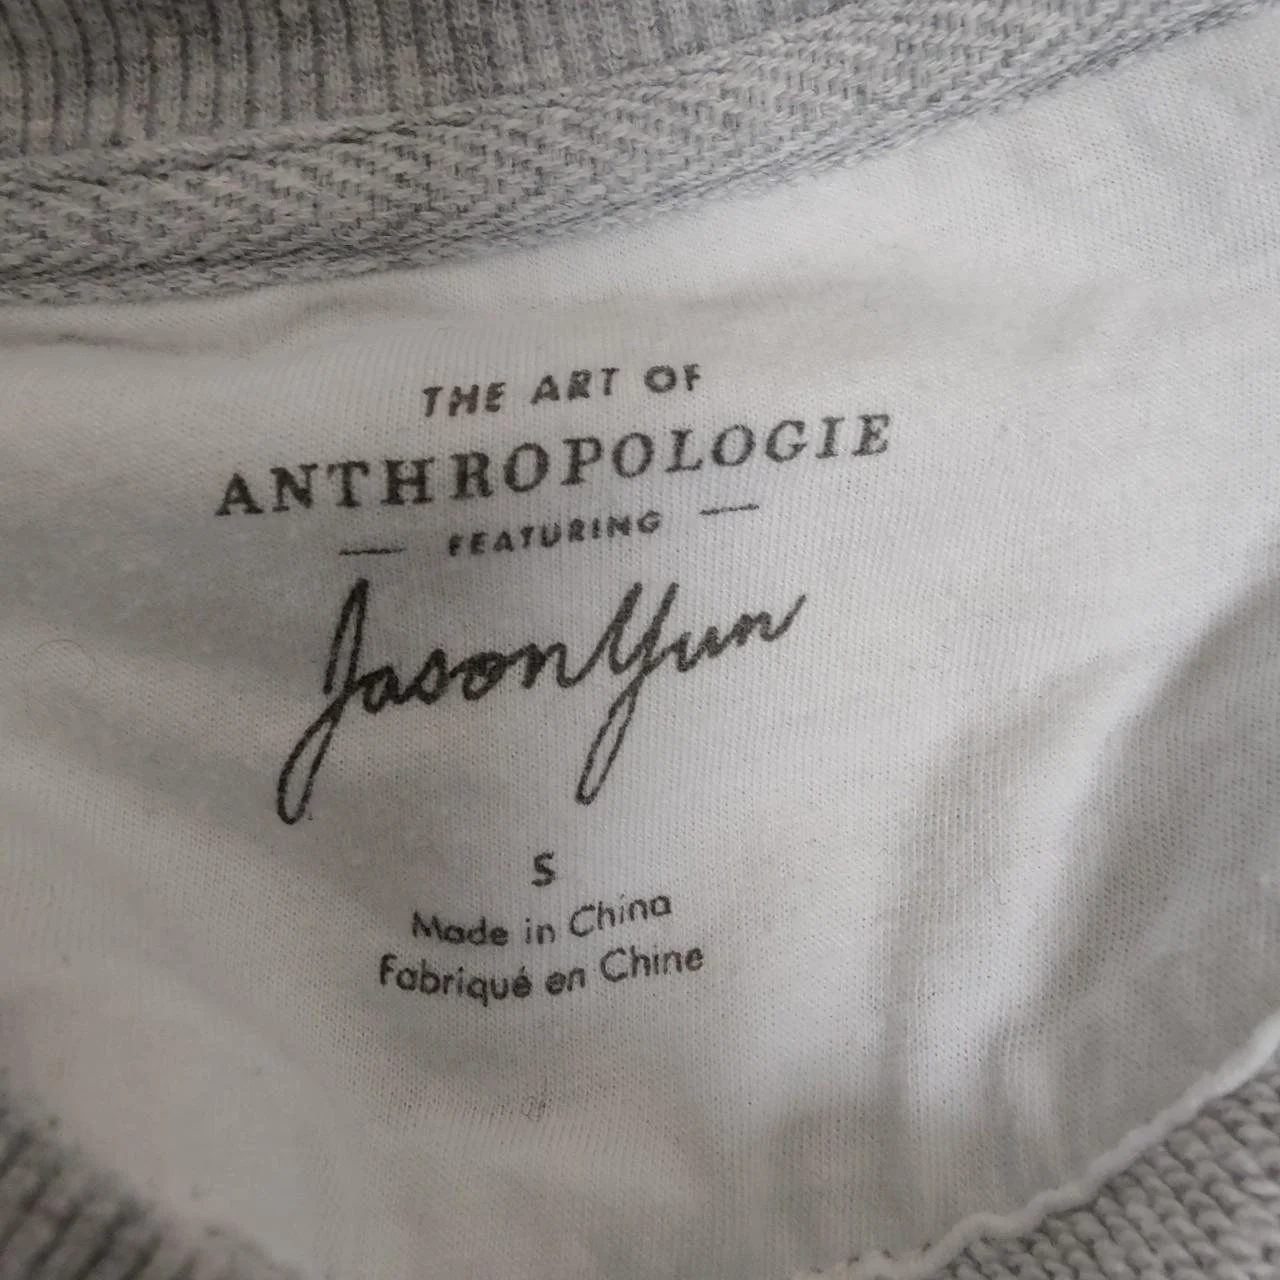 THE ART OF
ANTHROPOLOGIE
— FEATURING —
Jason Yun
S
Made in China
Fabriqué en Chine